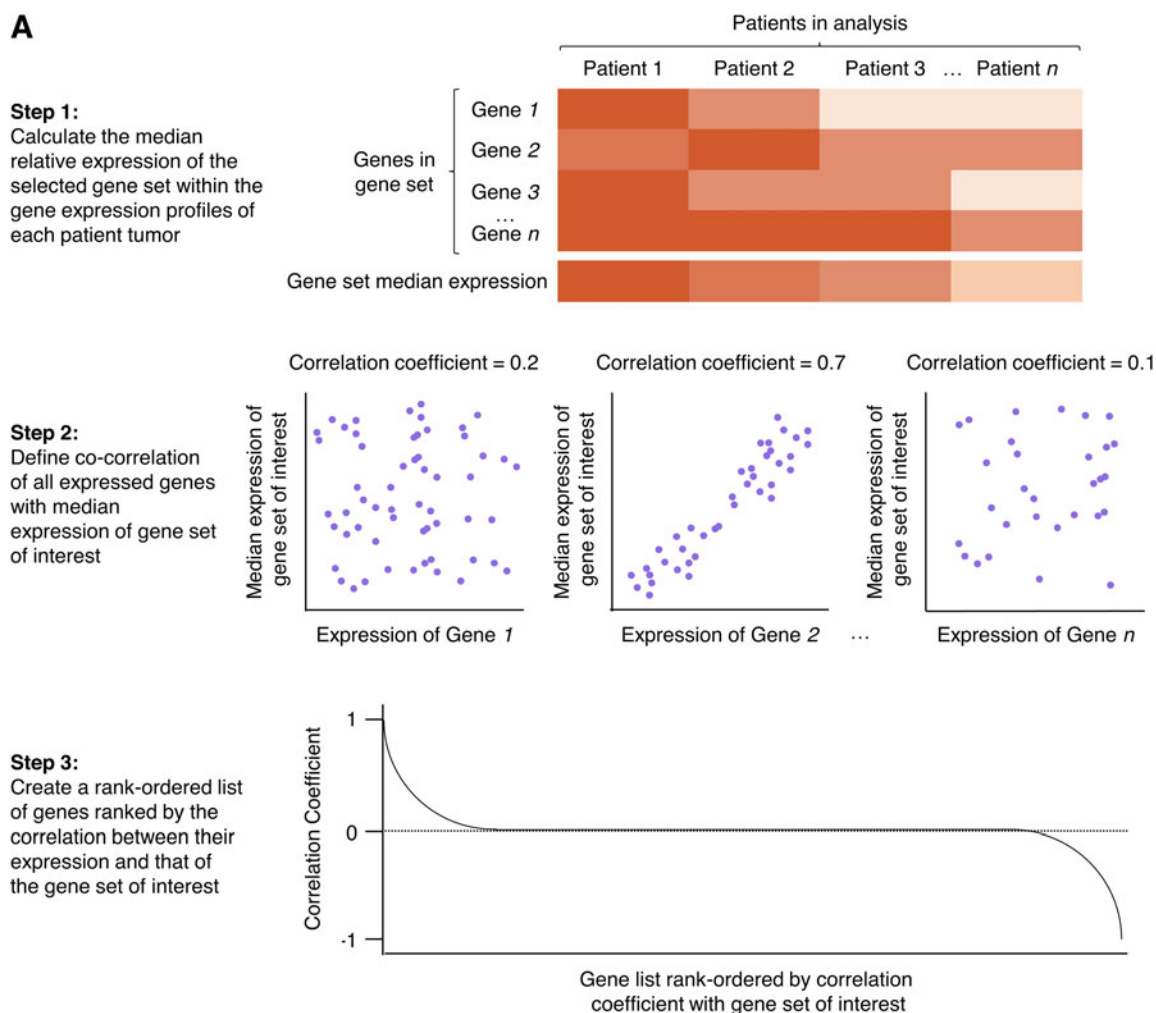 A
Patients in analysis
Patient 1
Patient 2
Patient 3
...
Patient n
Step 1:
Calculate the median
relative expression of the
selected gene set within the
gene expression profiles of
each patient tumor
Genes in
gene set
Gene 1
Gene 2
Gene 3
...
Gene n
Gene set median expression
Step 2:
Define co-correlation
of all expressed genes
with median
expression of gene set
of interest
Correlation coefficient = 0.2
Median expression of
gene set of interest
Expression of Gene 1
Correlation coefficient = 0.7
Median expression of
gene set of interest
Expression of Gene 2
...
Correlation coefficient = 0.1
Median expression of
gene set of interest
Expression of Gene n
Step 3:
Create a rank-ordered list
of genes ranked by the
correlation between their
expression and that of
the gene set of interest
Correlation Coefficient
1
0
-1
Gene list rank-ordered by correlation
coefficient with gene set of interest